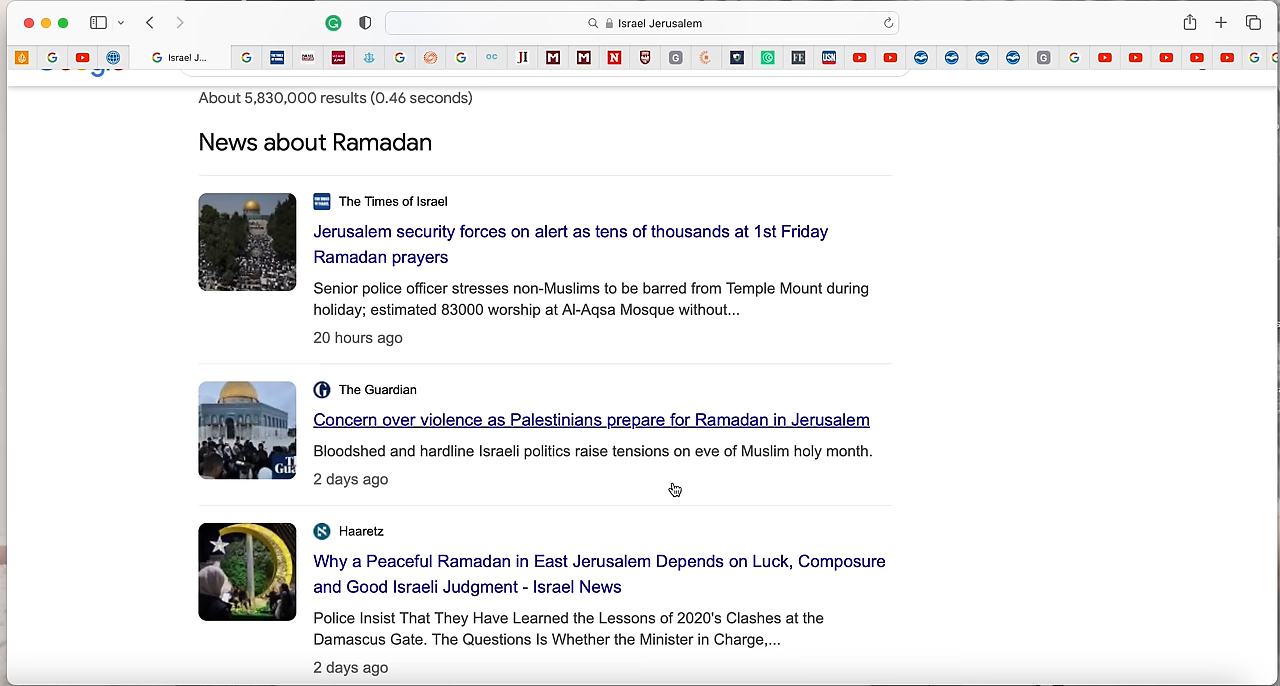 Israel Jerusalem
Israel J...
OC
JI
M
M
N
G
G
FF
USN
G
About 5,830,000 results (0.46 seconds)
News about Ramadan
The Times of Israel
Jerusalem security forces on alert as tens of thousands at 1st Friday
Ramadan prayers
Senior police officer stresses non-Muslims to be barred from Temple Mount during
holiday; estimated 83000 worship at Al-Aqsa Mosque without...
20 hours ago
The Guardian
Concern over violence as Palestinians prepare for Ramadan in Jerusalem
Bloodshed and hardline Israeli politics raise tensions on eve of Muslim holy month.
2 days ago
Haaretz
Why a Peaceful Ramadan in East Jerusalem Depends on Luck, Composure
and Good Israeli Judgment - Israel News
Police Insist That They Have Learned the Lessons of 2020's Clashes at the
Damascus Gate. The Questions Is Whether the Minister in Charge,...
2 days ago